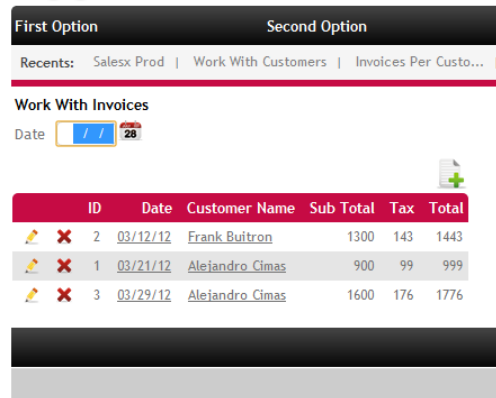 First Option Second Option
Recents: Salesx Prod | Work With Customers | Invoices Per Custo... |
Work With Invoices
Date / / 28
ID Date Customer Name Sub Total Tax Total
2 03/12/12 Frank Buitron 1300 143 1443
1 03/21/12 Alejandro Cimas 900 99 999
3 03/29/12 Alejandro Cimas 1600 176 1776